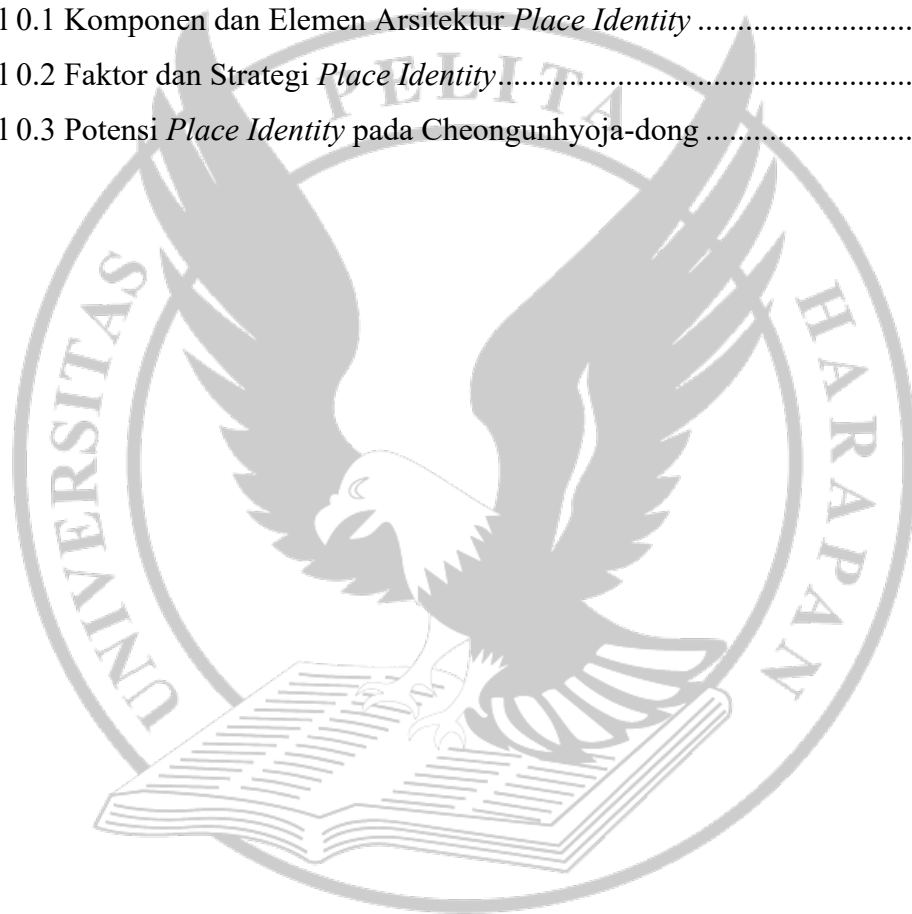 l 0.1 Komponen dan Elemen Arsitektur Place Identity ........................
l 0.2 Faktor dan Strategi Place Identity....................................................
l 0.3 Potensi Place Identity pada Cheongunhyoja-dong ..........................
UNIVERSITAS PELITA HARAPAN